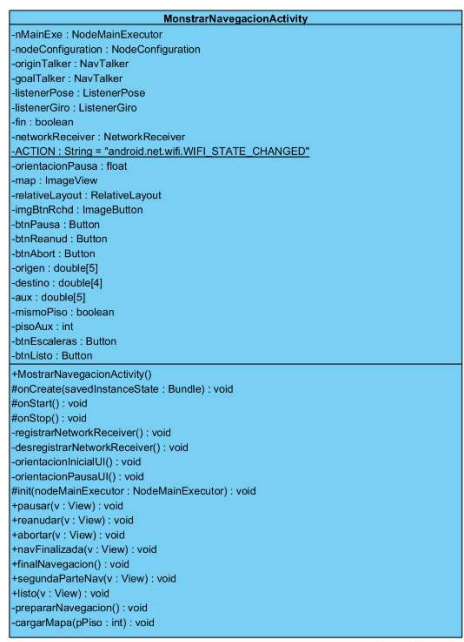 MonstrarNavegacionActivity
-nMainExe : NodeMainExecutor
-nodeConfiguration : NodeConfiguration
-originTalker : NavTalker
-goalTalker : NavTalker
-listenerPose : ListenerPose
-listenerGiro : ListenerGiro
-fin : boolean
-networkReceiver : NetworkReceiver
-ACTION : String = "android.net.wifi.WIFI_STATE_CHANGED"
-orientacionPausa : float
-map : ImageView
-relativeLayout : RelativeLayout
-imgBtnRchd : ImageButton
-btnPausa : Button
-btnReanud : Button
-btnAbort : Button
-origen : double[5]
-destino : double[4]
-aux : double[5]
-mismoPiso : boolean
-pisoAux : int
-btnEscaleras : Button
-btnListo : Button
+MostrarNavegacionActivity()
#onCreate(savedInstanceState : Bundle) : void
#onStart() : void
#onStop() : void
-registrarNetworkReceiver() : void
-desregistrarNetworkReceiver() : void
-orientacionInicialUI() : void
-orientacionPausaUI() : void
#init(nodeMainExecutor : NodeMainExecutor) : void
+pausar(v : View) : void
+reanudar(v : View) : void
+abortar(v : View) : void
+navFinalizada(v : View) : void
+finalNavegacion() : void
+segundaParteNav(v : View) : void
+listo(v : View) : void
-prepararNavegacion() : void
-cargarMapa(pPiso : int) : void